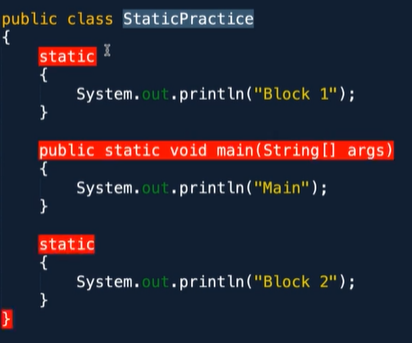 public class StaticPractice
{
static
{
System.out.println("Block 1");
}
public static void main(String[] args)
{
System.out.println("Main");
}
static
{
System.out.println("Block 2");
}
}